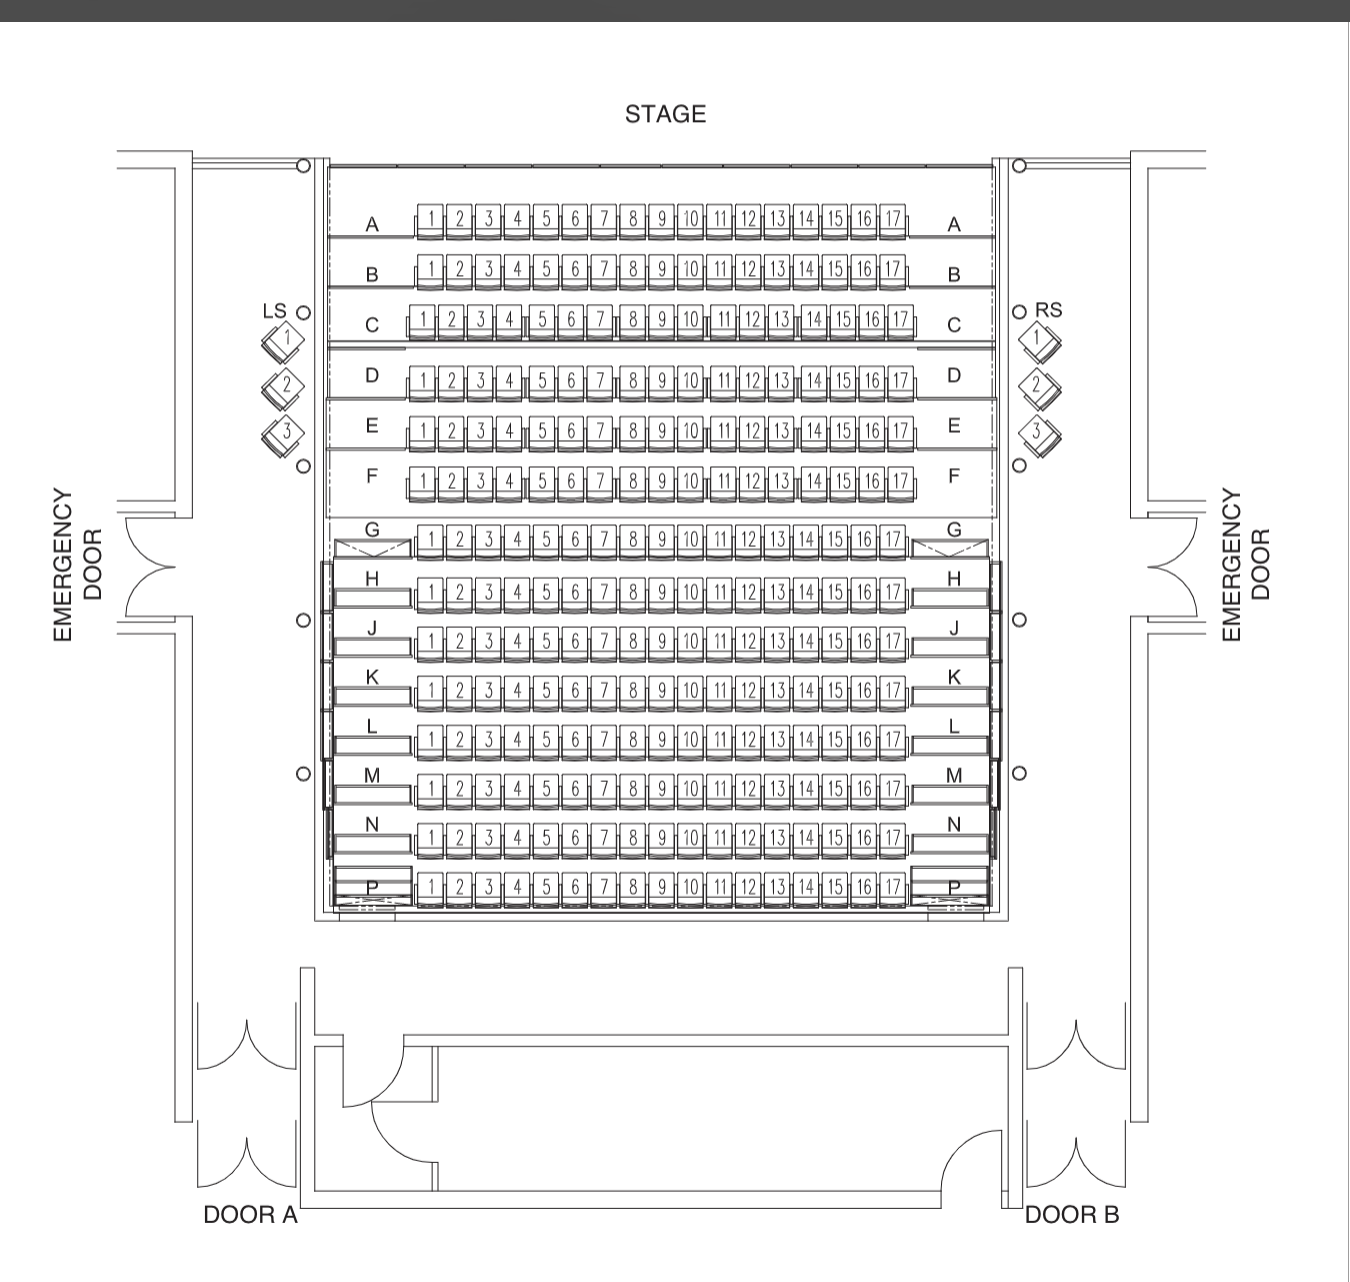 STAGE
A 1 2 3 4 5 6 7 8 9 10 11 12 13 14 15 16 17 A
B 1 2 3 4 5 6 7 8 9 10 11 12 13 14 15 16 17 B
LS RS
C 1 2 3 4 5 6 7 8 9 10 11 12 13 14 15 16 17 C
1 1
D 1 2 3 4 5 6 7 8 9 10 11 12 13 14 15 16 17 D
2 2
E 1 2 3 4 5 6 7 8 9 10 11 12 13 14 15 16 17 E
3 3
F 1 2 3 4 5 6 7 8 9 10 11 12 13 14 15 16 17 F
G 1 2 3 4 5 6 7 8 9 10 11 12 13 14 15 16 17 G
EMERGENCY
DOOR
EMERGENCY
DOOR
H 1 2 3 4 5 6 7 8 9 10 11 12 13 14 15 16 17 H
J 1 2 3 4 5 6 7 8 9 10 11 12 13 14 15 16 17 J
K 1 2 3 4 5 6 7 8 9 10 11 12 13 14 15 16 17 K
L 1 2 3 4 5 6 7 8 9 10 11 12 13 14 15 16 17 L
M 1 2 3 4 5 6 7 8 9 10 11 12 13 14 15 16 17 M
N 1 2 3 4 5 6 7 8 9 10 11 12 13 14 15 16 17 N
P 1 2 3 4 5 6 7 8 9 10 11 12 13 14 15 16 17 P
DOOR A DOOR B